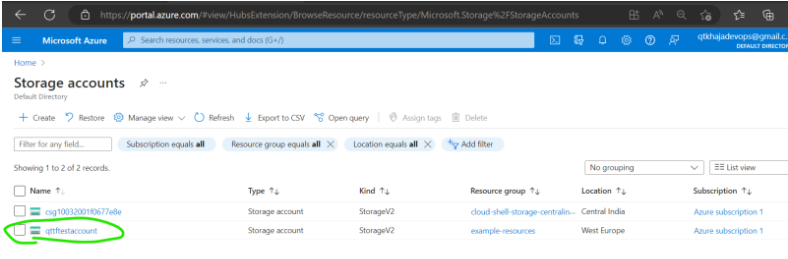 https://portal.azure.com/#view/HubsExtension/BrowseResource/resourceType/Microsoft.Storage%2FStorageAccounts
Microsoft Azure
Search resources, services, and docs (G+/)
qtkhajadevops@gmail.c...
DEFAULT DIRECTOR
Home >
Storage accounts
Default Directory
Create Restore Manage view Refresh Export to CSV Open query Assign tags Delete
Filter for any field... Subscription equals all Resource group equals all Location equals all Add filter
Showing 1 to 2 of 2 records.
No grouping List view
Name Type Kind Resource group Location Subscription
csg10032001f0677e8e Storage account StorageV2 cloud-shell-storage-centralin... Central India Azure subscription 1
qttftestaccount Storage account StorageV2 example-resources West Europe Azure subscription 1